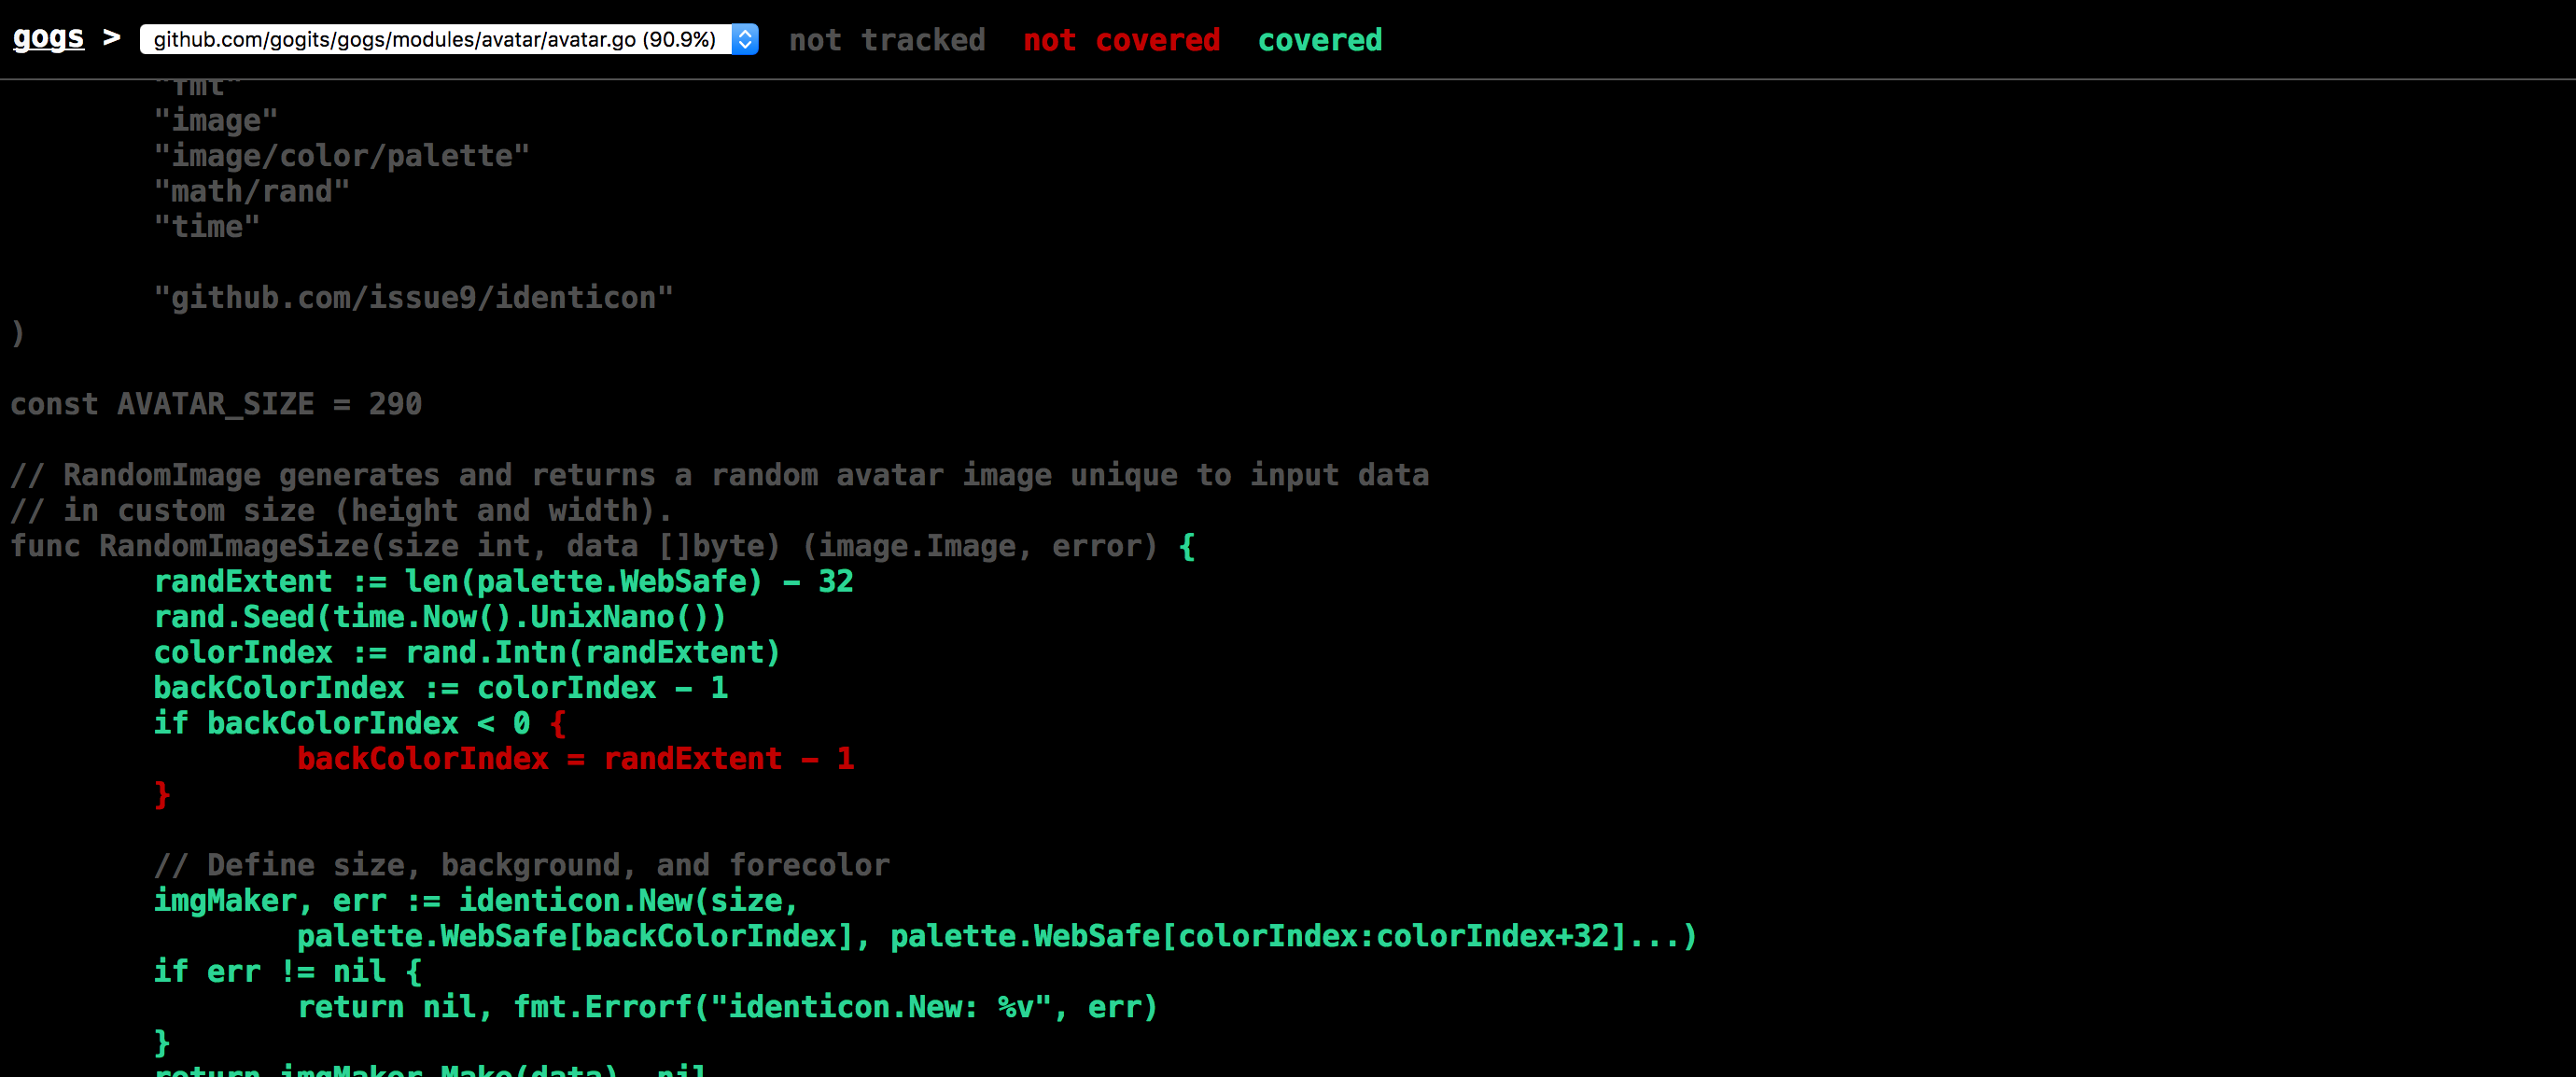 gogs > github.com/gogits/gogs/modules/avatar/avatar.go (90.9%) not tracked not covered covered
"fmt"
"image"
"image/color/palette"
"math/rand"
"time"
"github.com/issue9/identicon"
)
const AVATAR_SIZE = 290
// RandomImage generates and returns a random avatar image unique to input data
// in custom size (height and width).
func RandomImageSize(size int, data []byte) (image.Image, error) {
randExtent := len(palette.WebSafe) - 32
rand.Seed(time.Now().UnixNano())
colorIndex := rand.Intn(randExtent)
backColorIndex := colorIndex - 1
if backColorIndex < 0 {
backColorIndex = randExtent - 1
}
// Define size, background, and forecolor
imgMaker, err := identicon.New(size,
palette.WebSafe[backColorIndex], palette.WebSafe[colorIndex:colorIndex+32]...)
if err != nil {
return nil, fmt.Errorf("identicon.New: %v", err)
}
return imgMaker.Make(data), nil